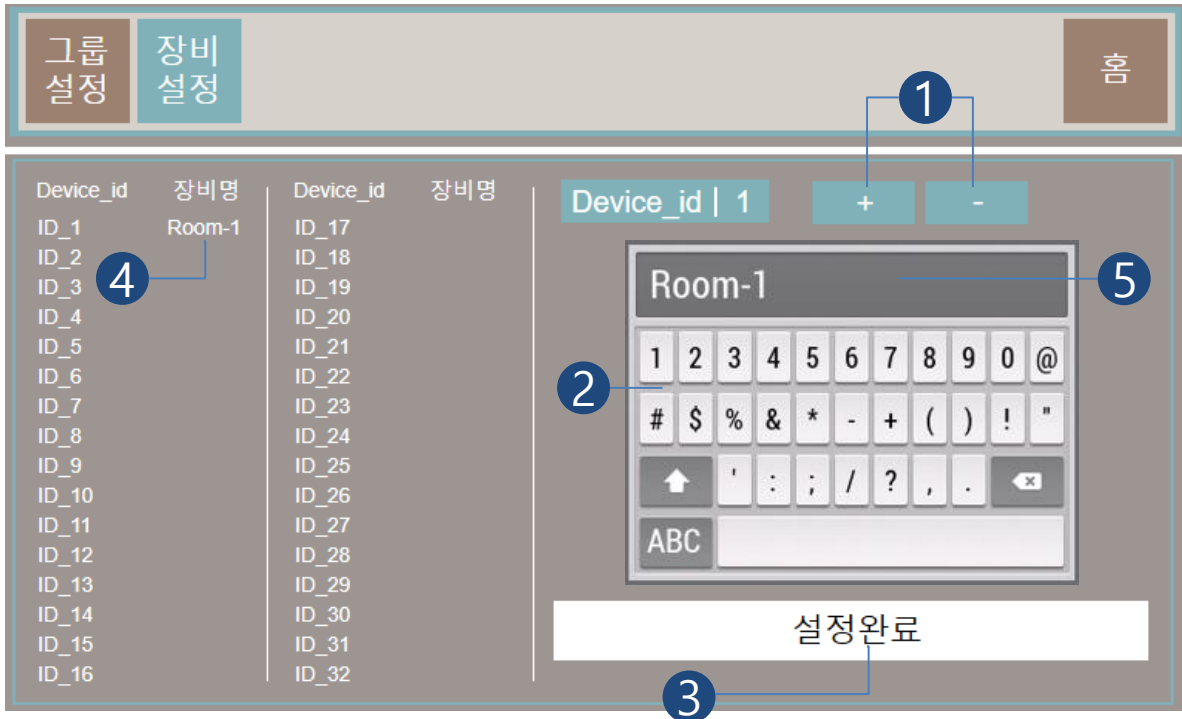 그룹
설정
장비
설정
홈
1
Device_id 장비명
ID_1 Room-1
ID_2
ID_3
ID_4
ID_5
ID_6
ID_7
ID_8
ID_9
ID_10
ID_11
ID_12
ID_13
ID_14
ID_15
ID_16
4
Device_id 장비명
ID_17
ID_18
ID_19
ID_20
ID_21
ID_22
ID_23
ID_24
ID_25
ID_26
ID_27
ID_28
ID_29
ID_30
ID_31
ID_32
Device_id | 1 + -
Room-1
5
1 2 3 4 5 6 7 8 9 0 @
2
# $ % & * - + ( ) ! "
' : ; / ? , .
ABC
설정완료
3